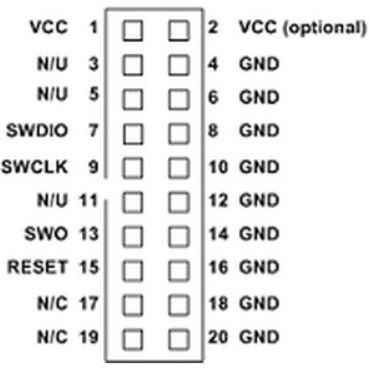 VCC 1 2 VCC (optional)
N/U 3 4 GND
N/U 5 6 GND
SWDIO 7 8 GND
SWCLK 9 10 GND
N/U 11 12 GND
SWO 13 14 GND
RESET 15 16 GND
N/C 17 18 GND
N/C 19 20 GND